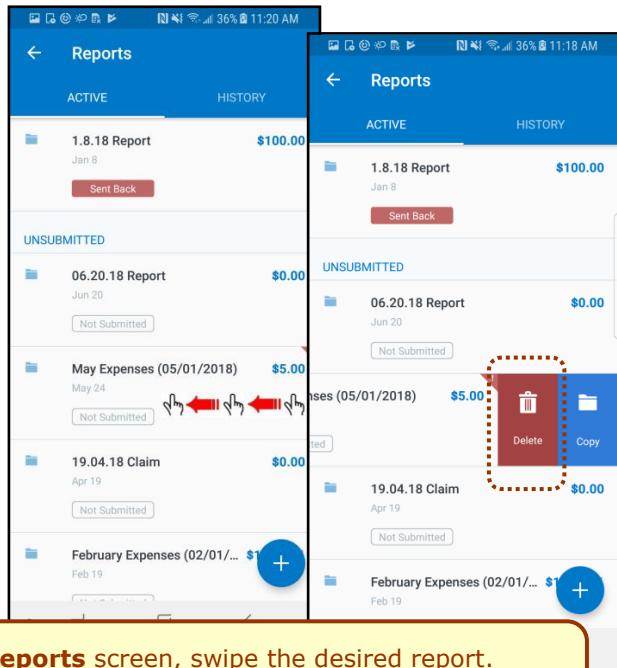 36% 11:20 AM
Reports
ACTIVE HISTORY
1.8.18 Report $100.00
Jan 8
Sent Back
UNSUBMITTED
06.20.18 Report $0.00
Jun 20
Not Submitted
May Expenses (05/01/2018) $5.00
May 24
Not Submitted
19.04.18 Claim $0.00
Apr 19
Not Submitted
February Expenses (02/01/...
Feb 19
36% 11:18 AM
Reports
ACTIVE HISTORY
1.8.18 Report $100.00
Jan 8
Sent Back
UNSUBMITTED
06.20.18 Report $0.00
Jun 20
Not Submitted
(05/01/2018) $5.00
Delete Copy
19.04.18 Claim $0.00
Apr 19
Not Submitted
February Expenses (02/01/...
Feb 19
eports screen, swipe the desired report.